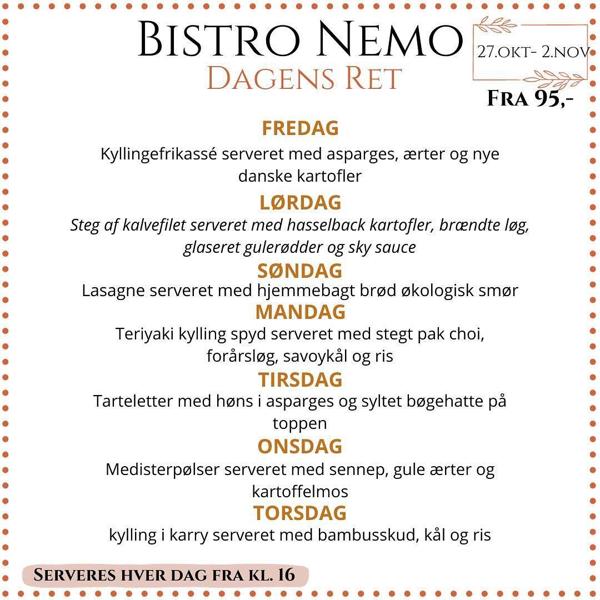 Bistro Nemo
Dagens Ret
27.okt- 2.nov
Fra 95,-
FREDAG
Kyllingefrikassé serveret med asparges, ærter og nye
danske kartofler
LØRDAG
Steg af kalvefilet serveret med hasselback kartofler, brændte løg,
glaseret gulerødder og sky sauce
SØNDAG
Lasagne serveret med hjemmebagt brød økologisk smør
MANDAG
Teriyaki kylling spyd serveret med stegt pak choi,
forårsløg, savoykål og ris
TIRSDAG
Tarteletter med høns i asparges og syltet bøgehatte på
toppen
ONSDAG
Medisterpølser serveret med sennep, gule ærter og
kartoffelmos
TORSDAG
kylling i karry serveret med bambusskud, kål og ris
Serveres hver dag fra kl. 16